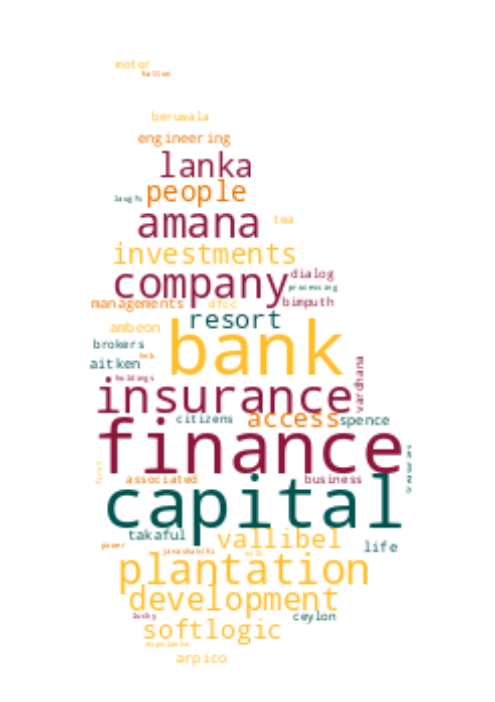 motor
hatton
beruwala
engineering
lanka
people
laugfs
amana
tea
investments
company
dialog
processing
managements
dfcc
bimputh
resort
ambeon
bank
brokers
hnb
aitken
holdings
vardhana
insurance
citizens
access
spence
finance
treasuries
first
associated
business
capital
takaful
vallibel
power
janashakthi
life
plantation
development
lucky
ceylon
softlogic
expolanka
arpico